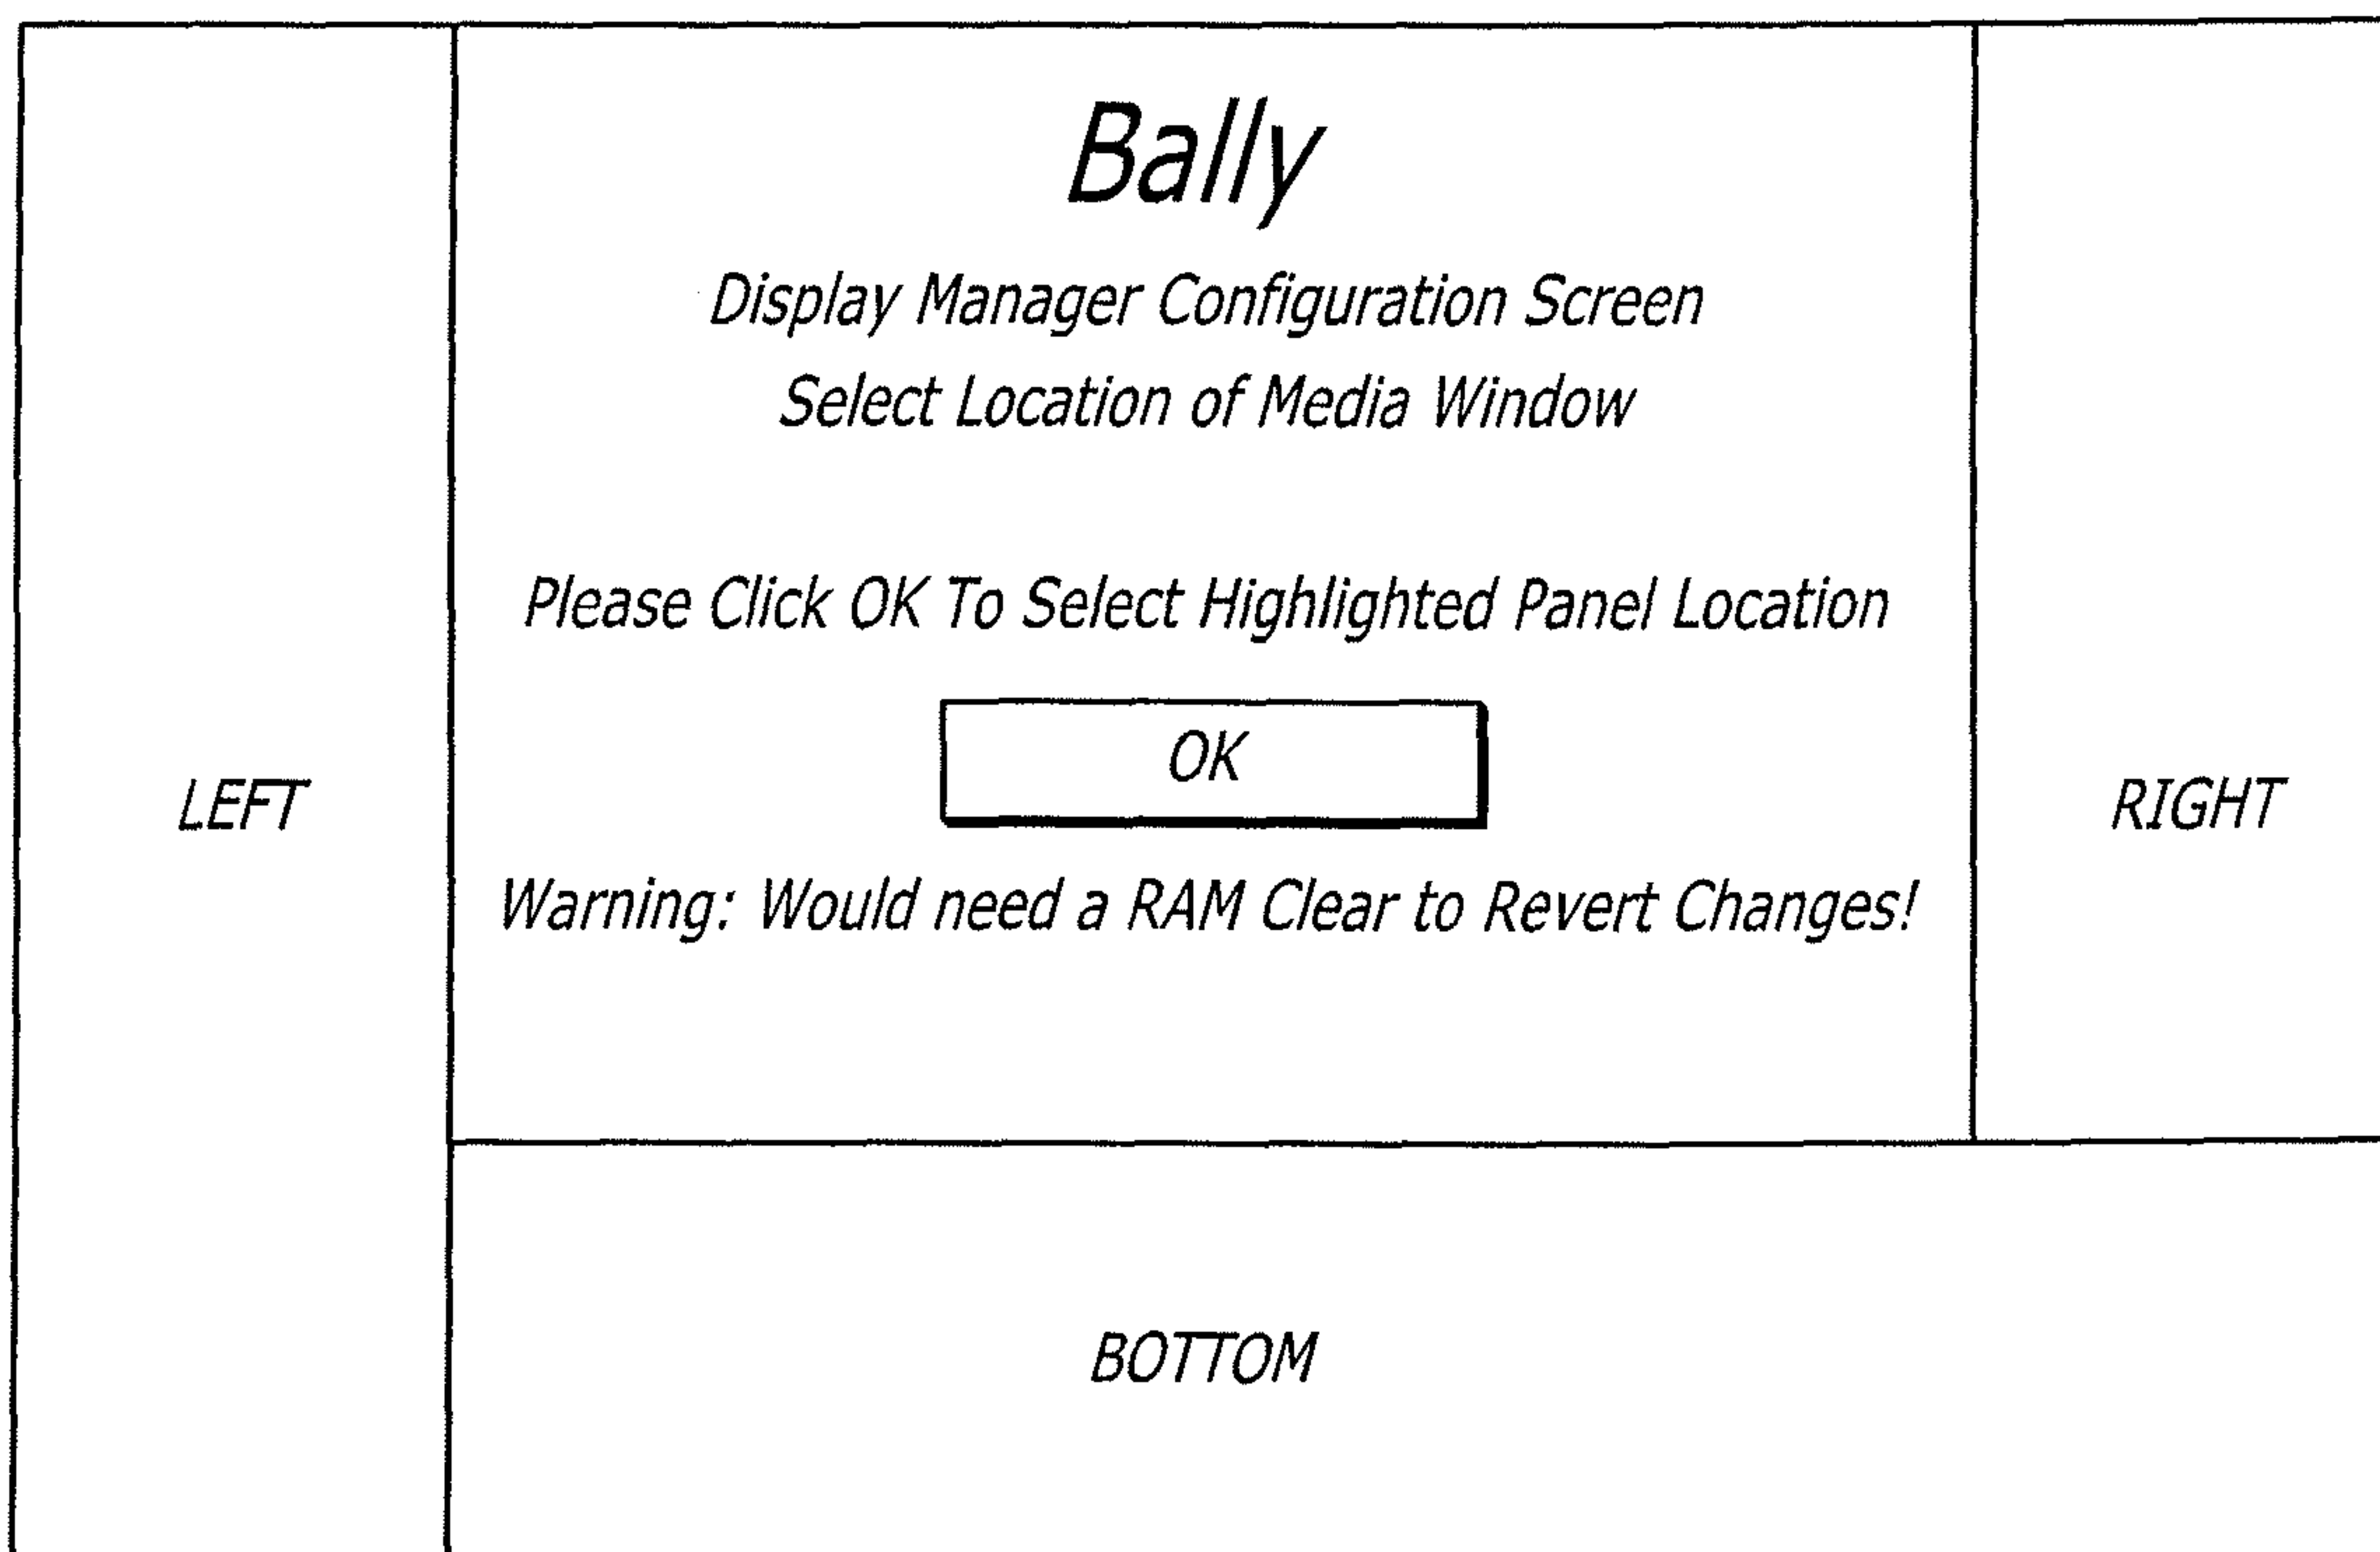 Bally
Display Manager Configuration Screen
Select Location of Media Window
Please Click OK To Select Highlighted Panel Location
OK
LEFT
RIGHT
Warning: Would need a RAM Clear to Revert Changes!
BOTTOM